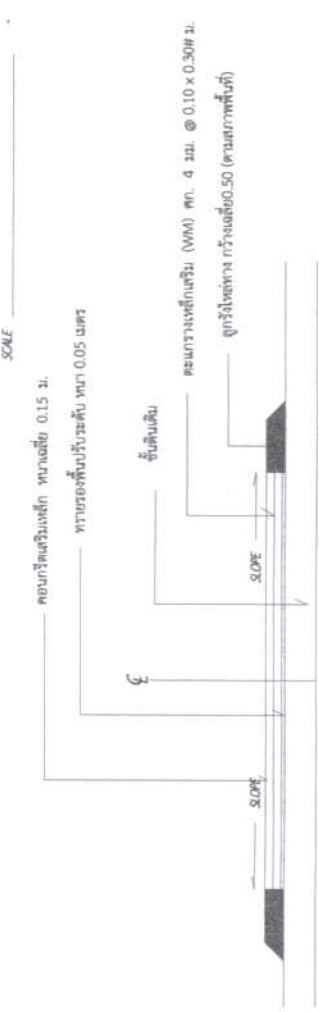 SCALE
คอนกรีตเสริมเหล็ก หนาเฉลี่ย 0.15 ม.
ทรายรองพื้นปรับระดับ หนา 0.05 เมตร
ชั้นดินเดิม
ตะแกรงเหล็กเสริม (WM) ศก. 4 มม. @ 0.10 x 0.30# ม.
ลูกรังไหล่ทาง กว้างเฉลี่ย0.50 (ตามสภาพพื้นที่)
℄
SLOPE
SLOPE